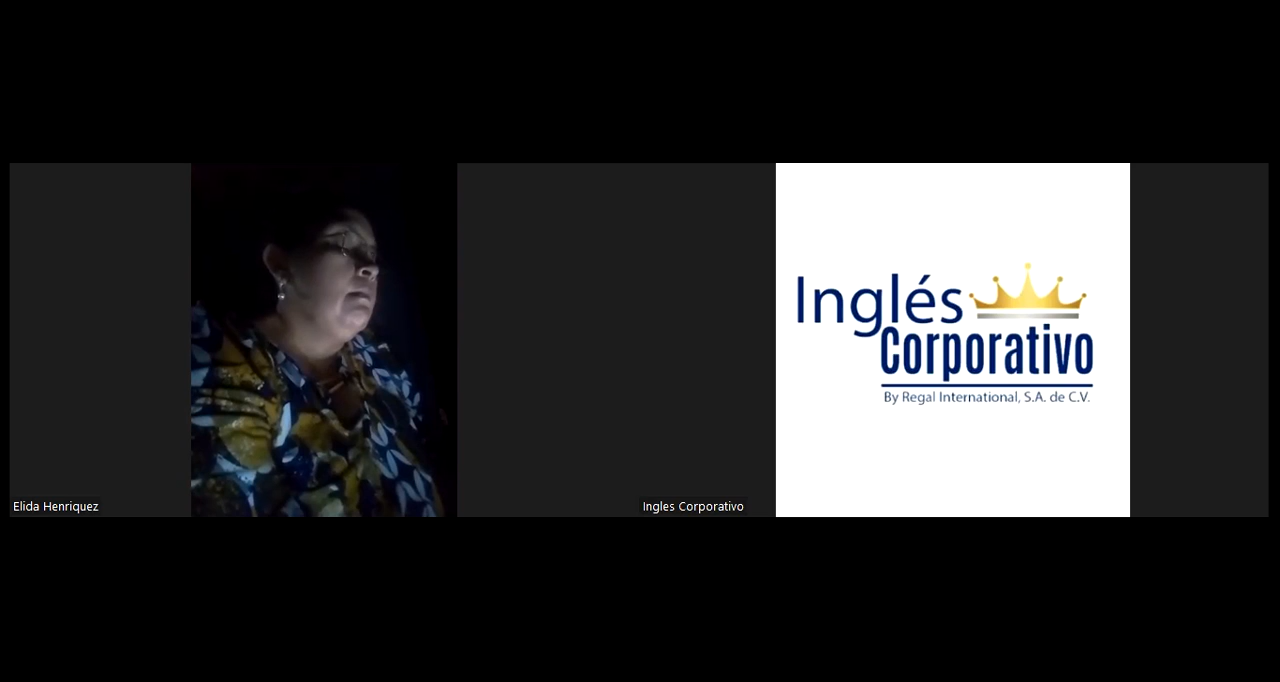 Inglés
Corporativo
By Regal International, S.A. de C.V.
Elida Henriquez
Ingles Corporativo